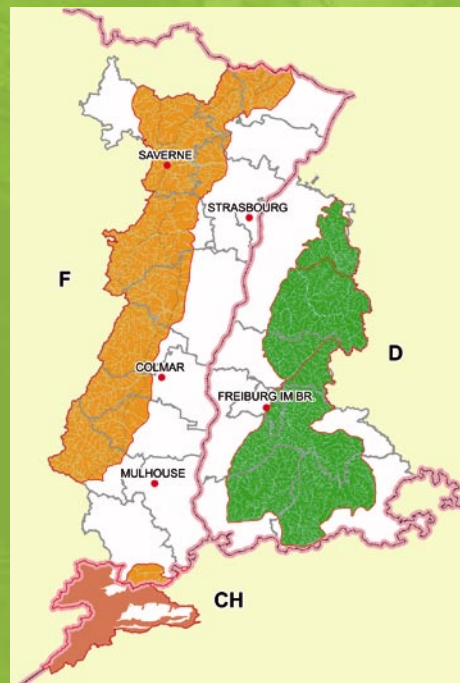 SAVERNE
STRASBOURG
F
D
COLMAR
FREIBURG IM BR.
MULHOUSE
CH